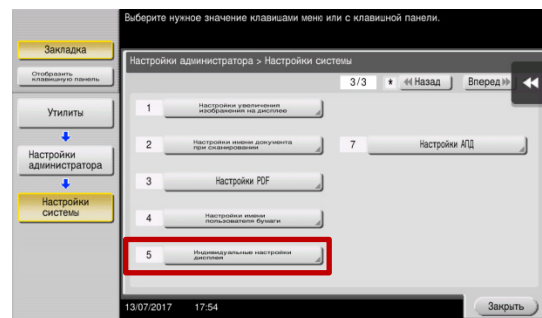 Выберите нужное значение клавишами меню или с клавишной панели.
Закладка
Отобразить
клавишную панель
Утилиты
Настройки
администратора
Настройки
системы
Настройки администратора > Настройки системы
3/3
Назад
Вперед
1
Настройки увеличения
изображения на дисплее
2
Настройки имени документа
при сканировании
7
Настройки АПД
3
Настройки PDF
4
Настройки имени
пользователя бумаги
5
Индивидуальные настройки
дисплея
13/07/2017 17:54
Закрыть